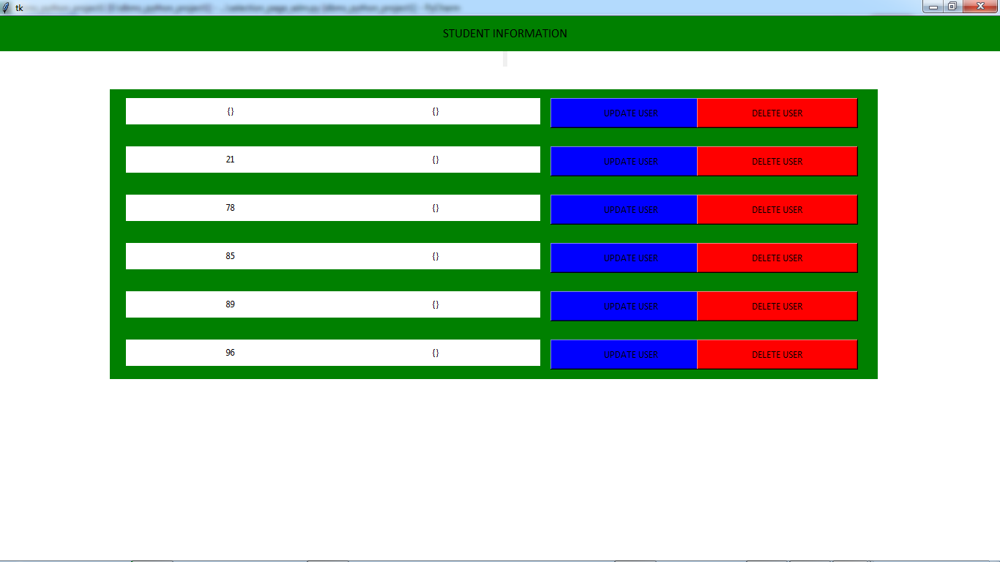 tk
STUDENT INFORMATION
{} {} UPDATE USER DELETE USER
21 {} UPDATE USER DELETE USER
78 {} UPDATE USER DELETE USER
85 {} UPDATE USER DELETE USER
89 {} UPDATE USER DELETE USER
96 {} UPDATE USER DELETE USER